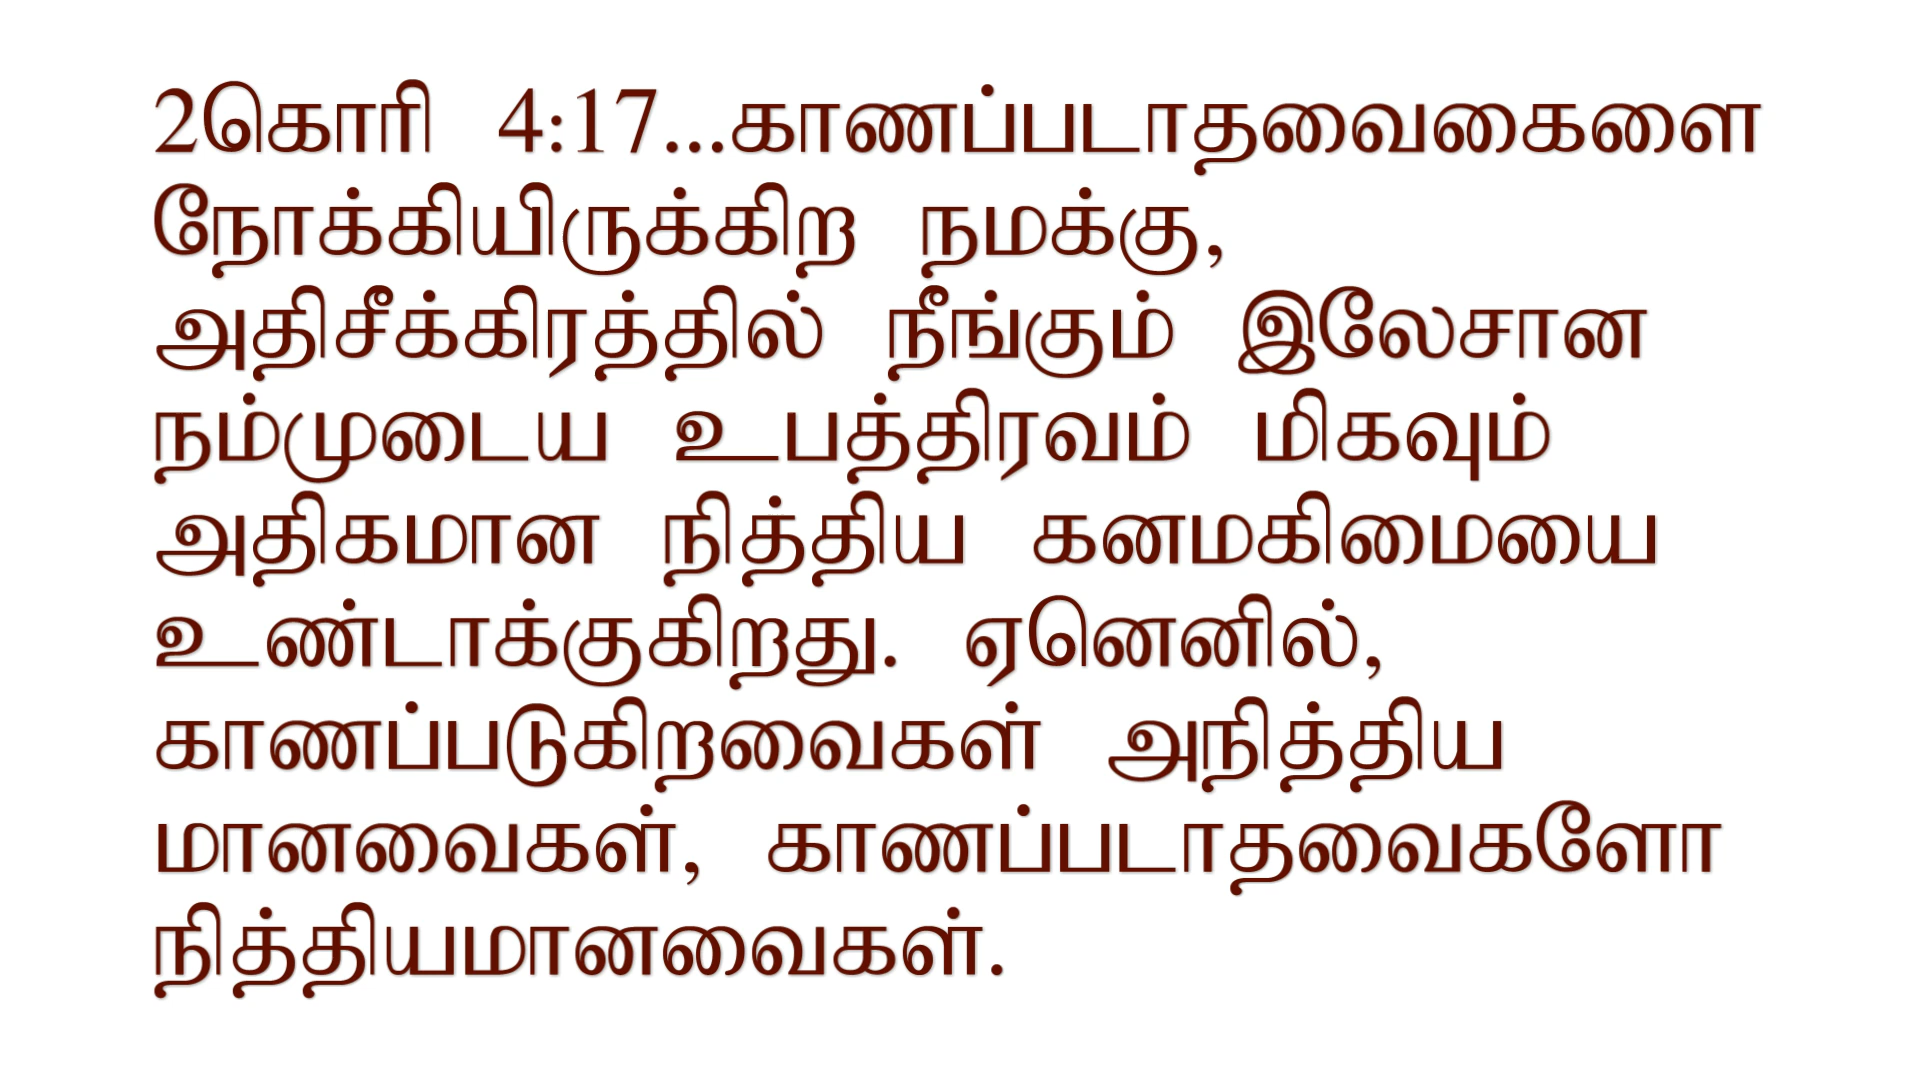 2கொரி 4:17...காணப்படாதவைகைளை
நோக்கியிருக்கிற நமக்கு,
அதிசீக்கிரத்தில் நீங்கும் இலேசான
நம்முடைய உபத்திரவம் மிகவும்
அதிகமான நித்திய கனமகிமையை
உண்டாக்குகிறது. ஏனெனில்,
காணப்படுகிறவைகள் அநித்திய
மானவைகள், காணப்படாதவைகளோ
நித்தியமானவைகள்.